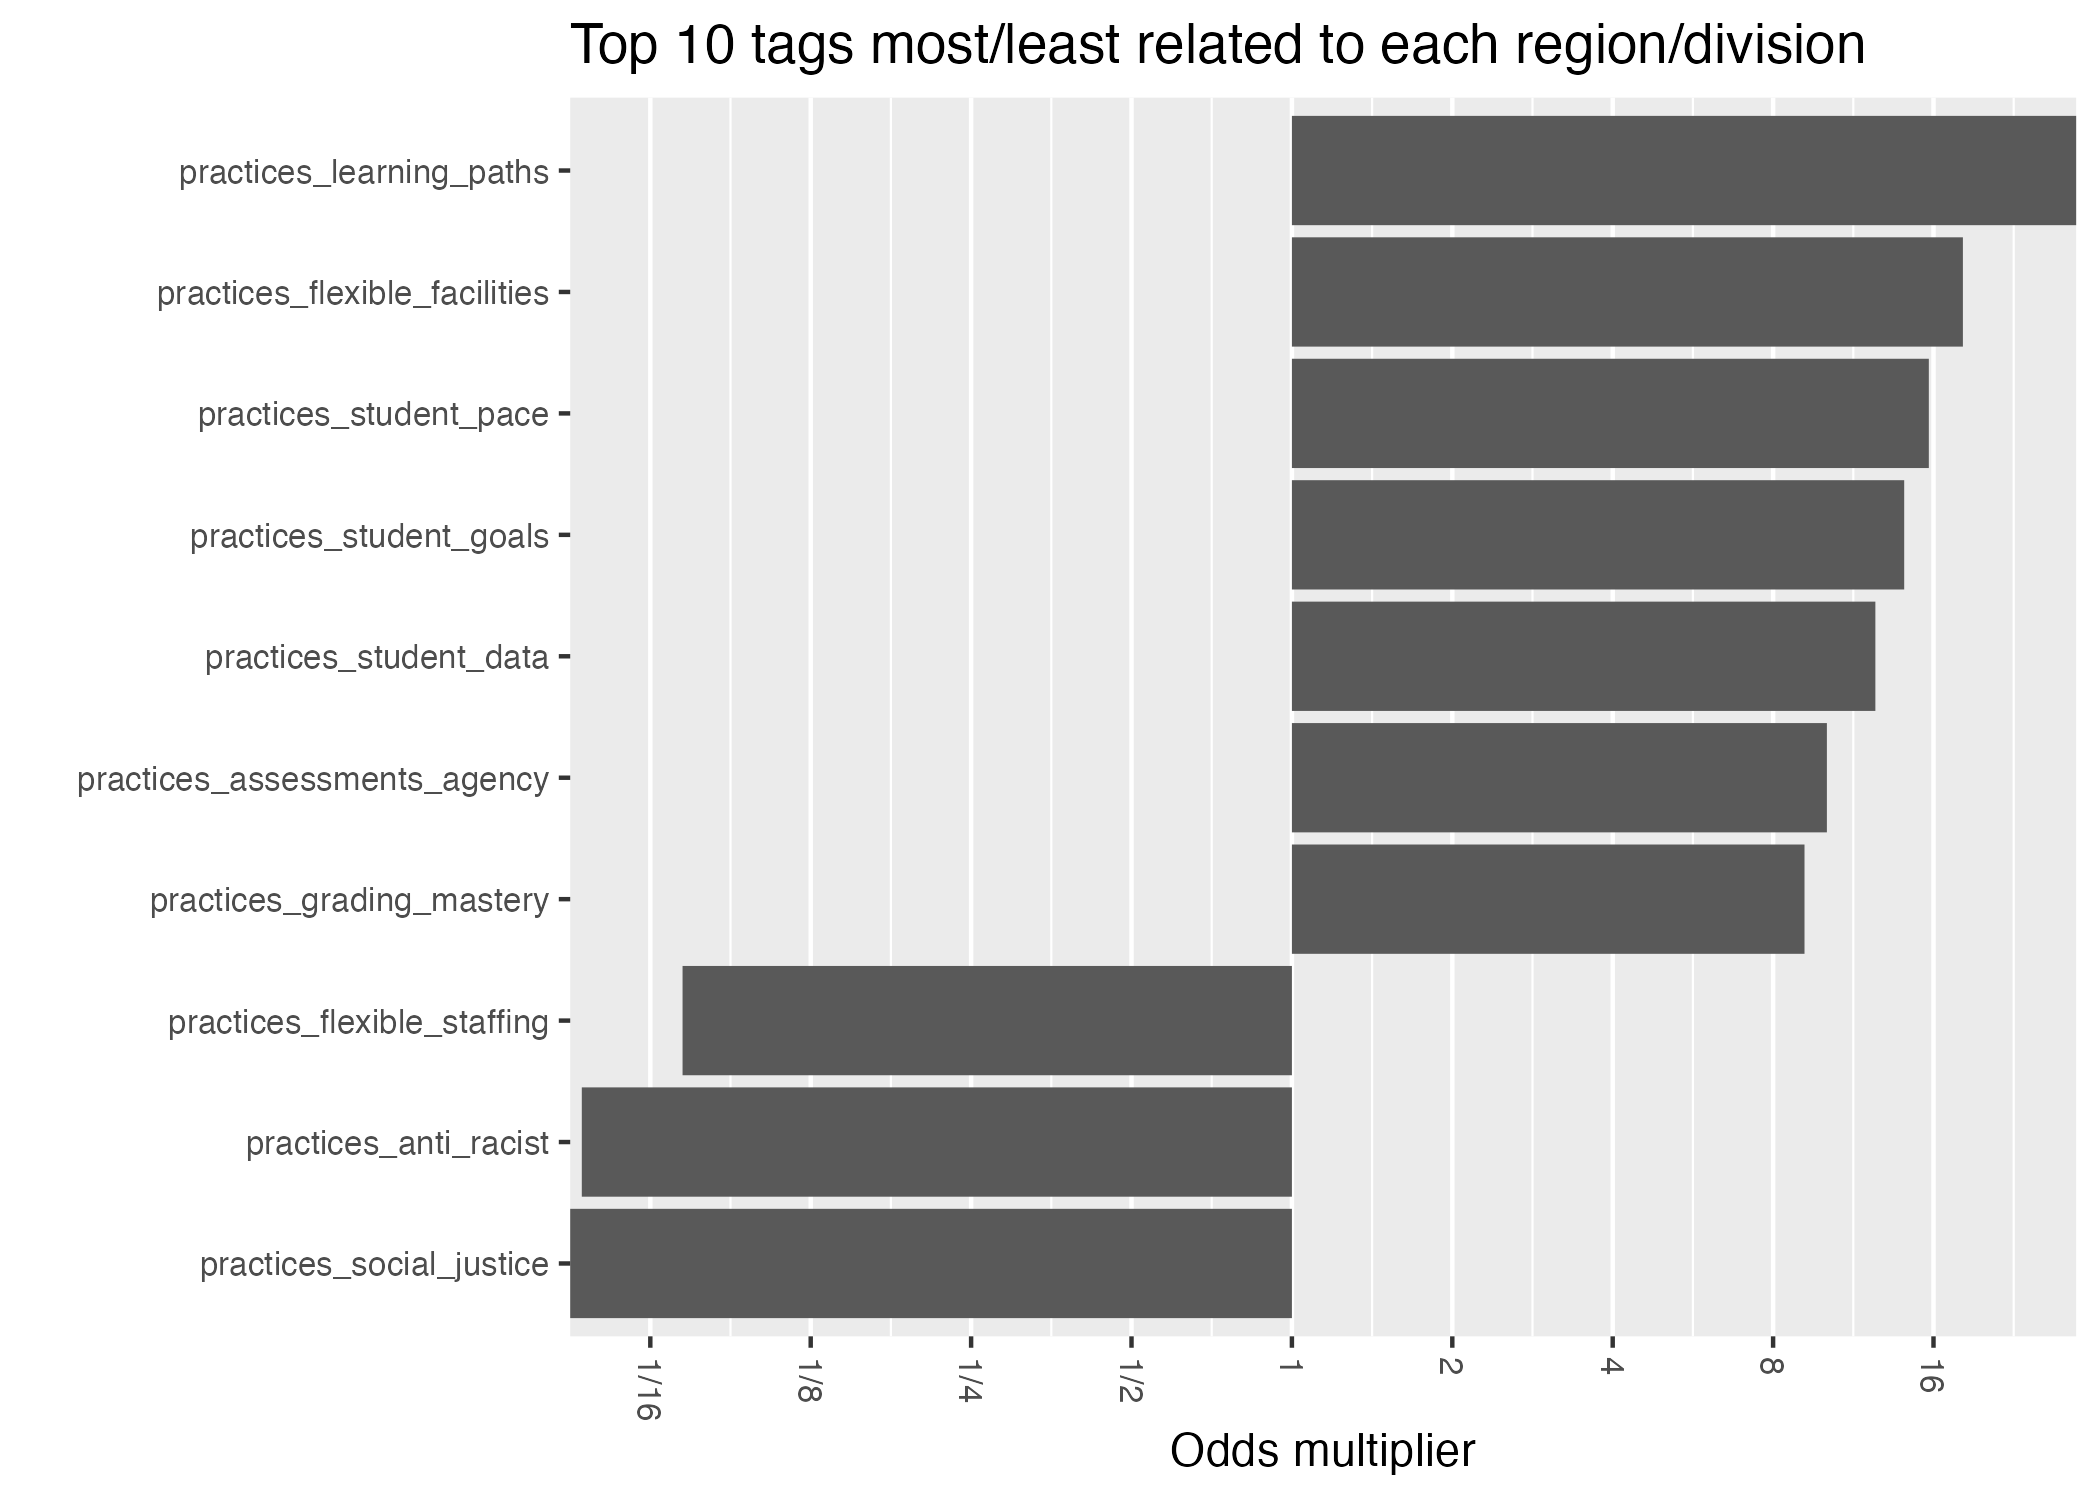 Top 10 tags most/least related to each region/division
practices_learning_paths
practices_flexible_facilities
practices_student_pace
practices_student_goals
practices_student_data
practices_assessments_agency
practices_grading_mastery
practices_flexible_staffing
practices_anti_racist
practices_social_justice
1/16
1/8
1/4
1/2
1
2
4
8
16
Odds multiplier